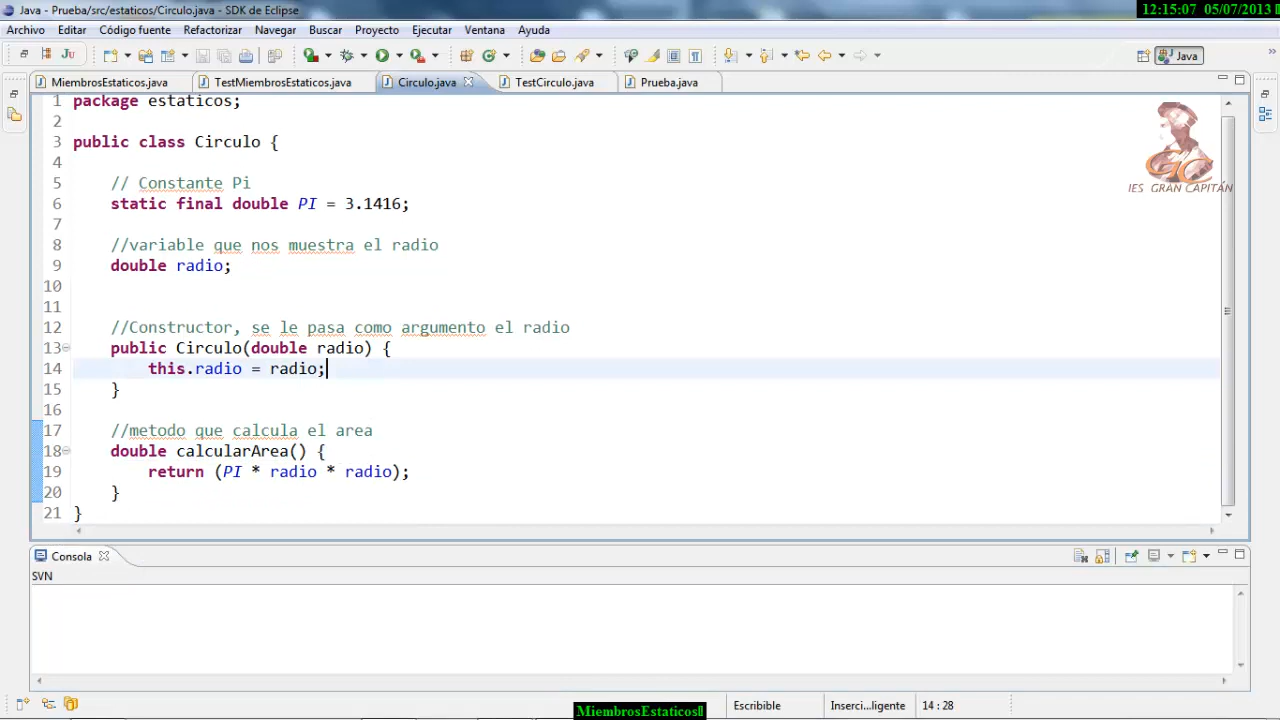 Java - Prueba/src/estaticos/Circulo.java - SDK de Eclipse
12:15:07 05/07/2013
Archivo Editar Código fuente Refactorizar Navegar Buscar Proyecto Ejecutar Ventana Ayuda
Ju
Java
MiembrosEstaticos.java TestMiembrosEstaticos.java Circulo.java TestCirculo.java Prueba.java
1 package estaticos;
2
3 public class Circulo {
4
5 // Constante Pi
6 static final double PI = 3.1416;
7
8 //variable que nos muestra el radio
9 double radio;
10
11
12 //Constructor, se le pasa como argumento el radio
13 public Circulo(double radio) {
14 this.radio = radio;
15 }
16
17 //metodo que calcula el area
18 double calcularArea() {
19 return (PI * radio * radio);
20 }
21 }
GC
IES GRAN CAPITÁN
Consola
SVN
MiembrosEstaticos
Escribible
Inserci...ligente
14 : 28